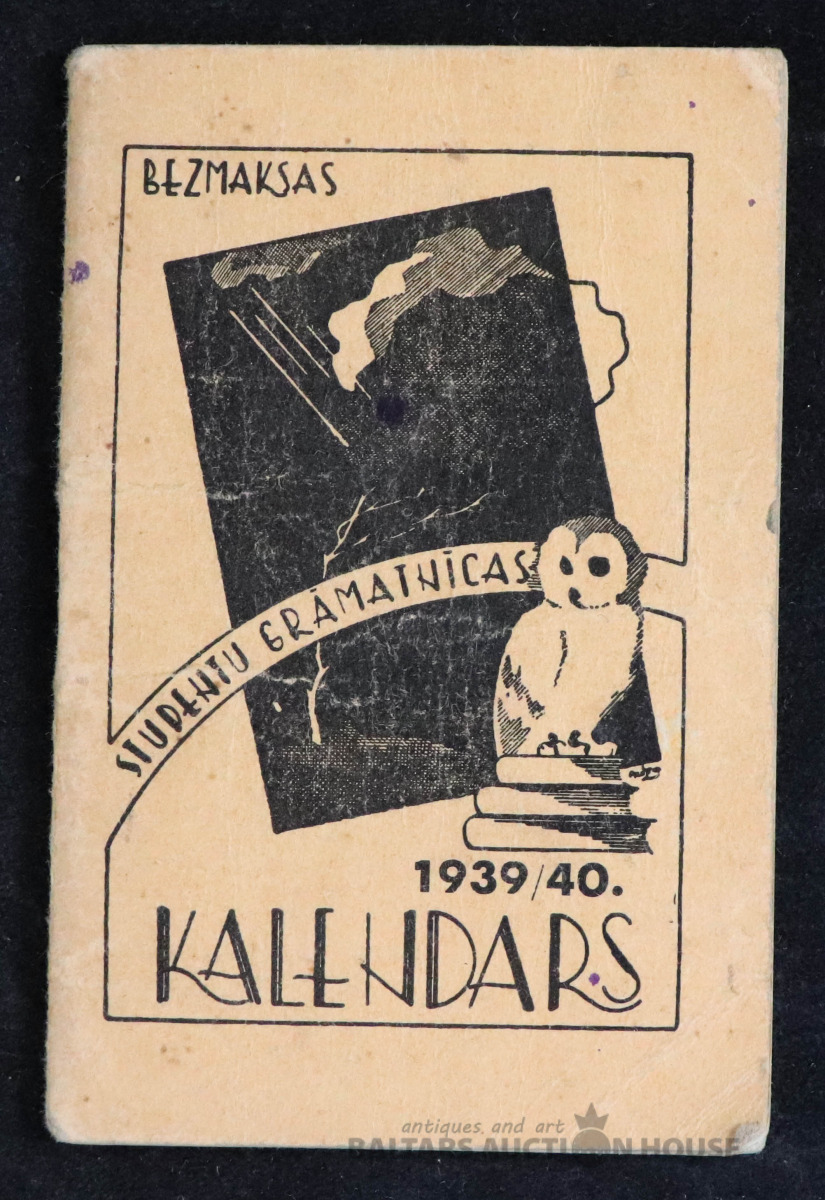 BEZMAKSAS
STUDENTU GRĀMATNĪCAS
1939/40.
KALENDARS
antiques and art
BALTARS AUCTION HOUSE